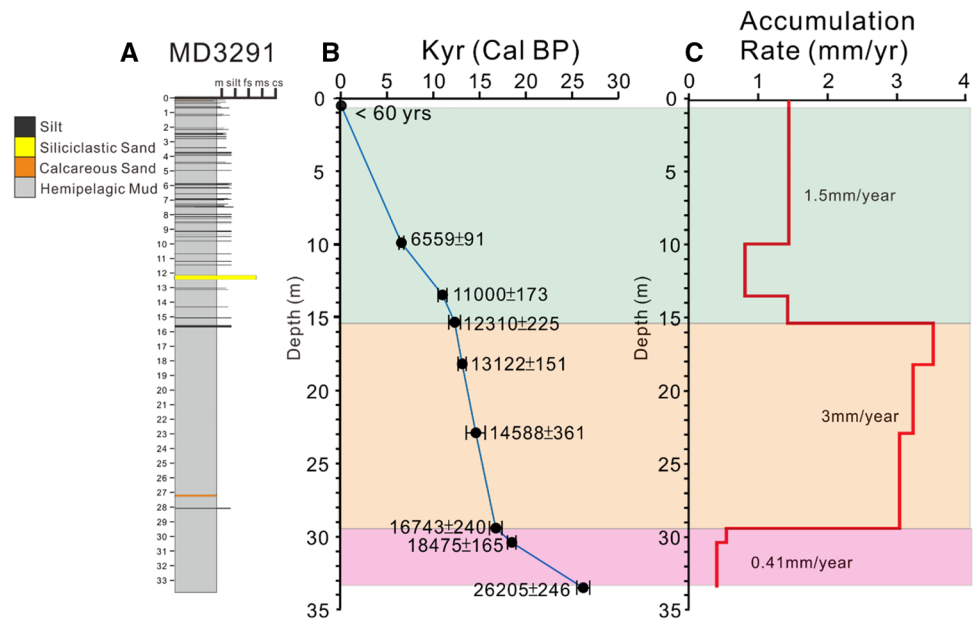 A
MD3291
m silt fs ms cs
Silt
Siliciclastic Sand
Calcareous Sand
Hemipelagic Mud
0
1
2
3
4
5
6
7
8
9
10
11
12
13
14
15
16
17
18
19
20
21
22
23
24
25
26
27
28
29
30
31
32
33
B
Kyr (Cal BP)
0 5 10 15 20 25 30
Depth (m)
0
5
10
15
20
25
30
35
< 60 yrs
6559±91
11000±173
12310±225
13122±151
14588±361
16743±240
18475±165
26205±246
C
Accumulation
Rate (mm/yr)
0 1 2 3 4
Depth (m)
0
5
10
15
20
25
30
35
1.5mm/year
3mm/year
0.41mm/year